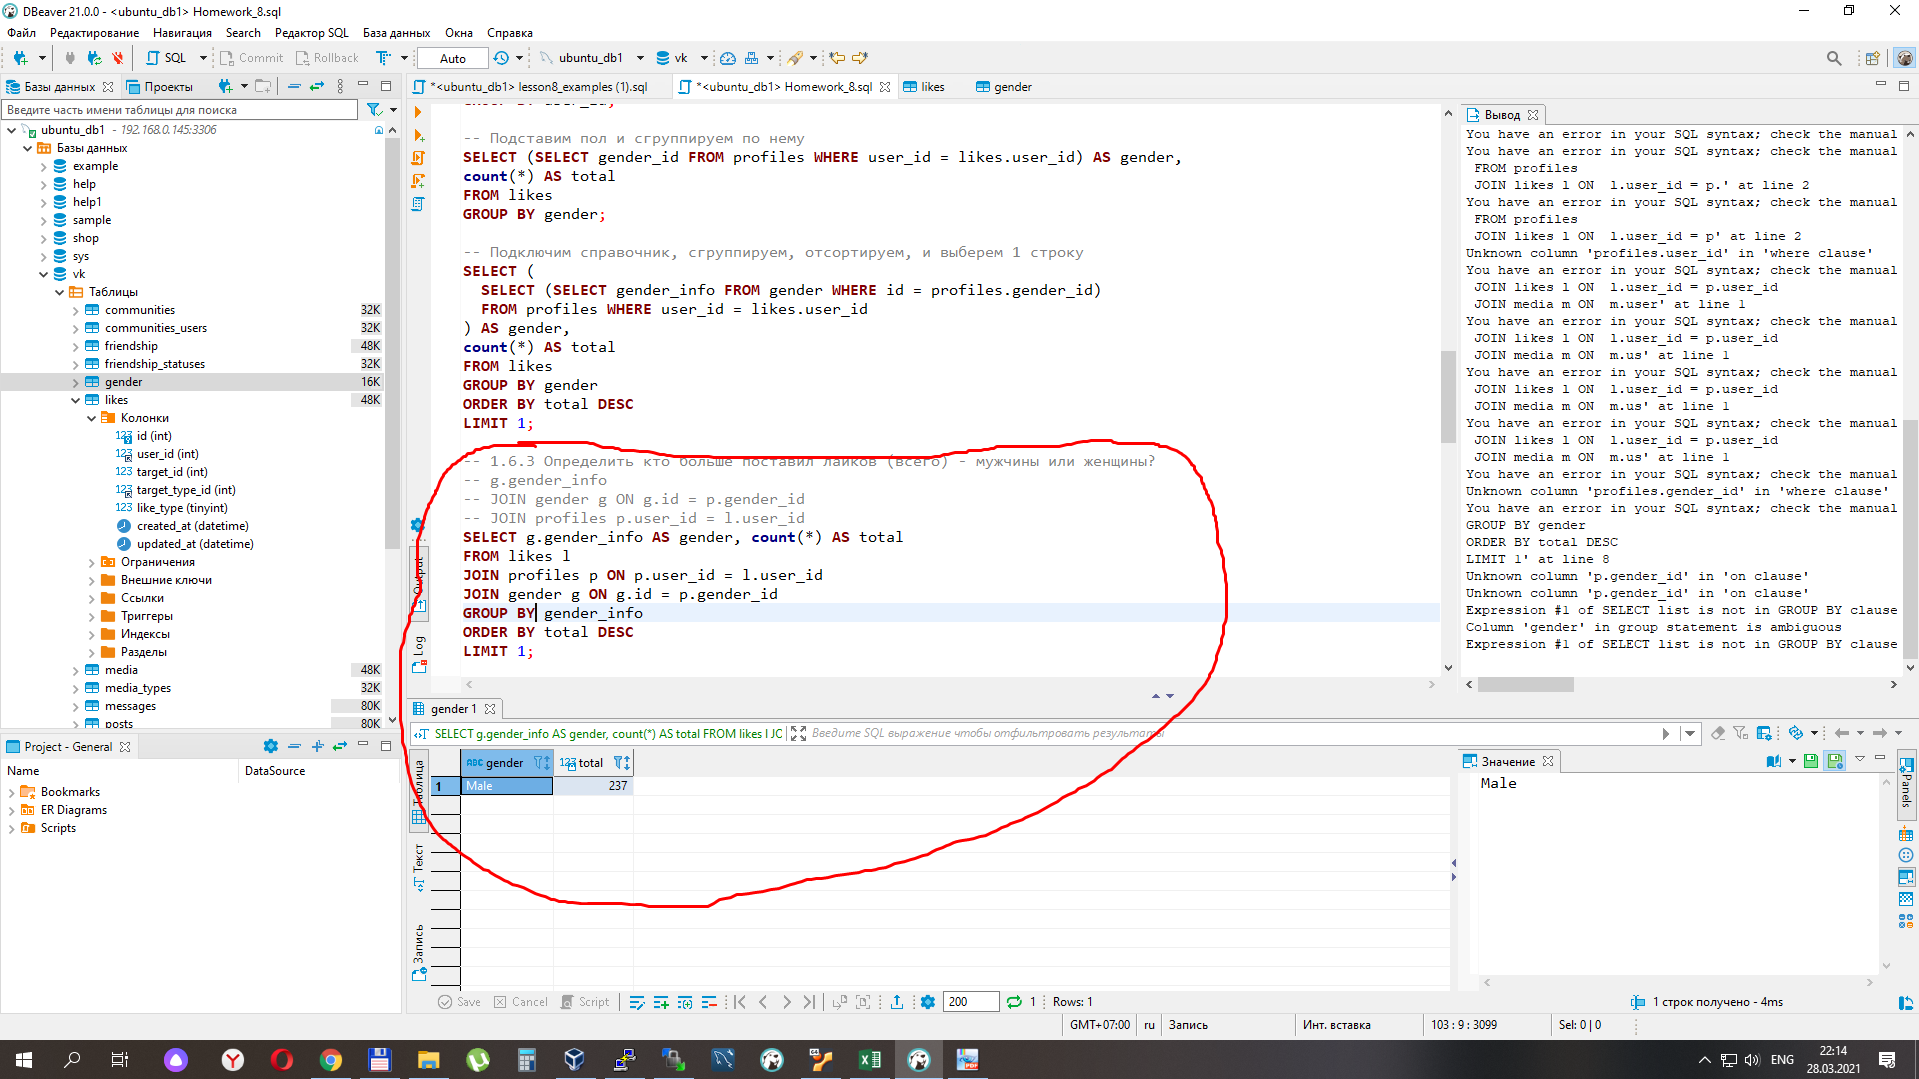 DBeaver 21.0.0 - <ubuntu_db1> Homework_8.sql
Файл Редактирование Навигация Search Редактор SQL База данных Окна Справка
SQL Commit Rollback Auto ubuntu_db1 vk
Базы данных Проекты
*<ubuntu_db1> lesson8_examples (1).sql *<ubuntu_db1> Homework_8.sql likes gender
Введите часть имени таблицы для поиска
ubuntu_db1 - 192.168.0.145:3306
Базы данных
example
help
help1
sample
shop
sys
vk
Таблицы
communities 32K
communities_users 32K
friendship 48K
friendship_statuses 32K
gender 16K
likes 48K
Колонки
id (int)
user_id (int)
target_id (int)
target_type_id (int)
like_type (tinyint)
created_at (datetime)
updated_at (datetime)
Ограничения
Внешние ключи
Ссылки
Триггеры
Индексы
Разделы
media 48K
media_types 32K
messages 80K
posts 80K
Project - General
Name DataSource
Bookmarks
ER Diagrams
Scripts
GROUP BY user_id;
-- Подставим пол и сгруппируем по нему
SELECT (SELECT gender_id FROM profiles WHERE user_id = likes.user_id) AS gender,
count(*) AS total
FROM likes
GROUP BY gender;
-- Подключим справочник, сгруппируем, отсортируем, и выберем 1 строку
SELECT (
SELECT (SELECT gender_info FROM gender WHERE id = profiles.gender_id)
FROM profiles WHERE user_id = likes.user_id
) AS gender,
count(*) AS total
FROM likes
GROUP BY gender
ORDER BY total DESC
LIMIT 1;
-- 1.6.3 Определить кто больше поставил лайков (всего) - мужчины или женщины?
-- g.gender_info
-- JOIN gender g ON g.id = p.gender_id
-- JOIN profiles p.user_id = l.user_id
SELECT g.gender_info AS gender, count(*) AS total
FROM likes l
JOIN profiles p ON p.user_id = l.user_id
JOIN gender g ON g.id = p.gender_id
GROUP BY gender_info
ORDER BY total DESC
LIMIT 1;
Output
Log
Вывод
You have an error in your SQL syntax; check the manual
You have an error in your SQL syntax; check the manual
FROM profiles
JOIN likes l ON l.user_id = p.' at line 2
You have an error in your SQL syntax; check the manual
FROM profiles
JOIN likes l ON l.user_id = p' at line 2
Unknown column 'profiles.user_id' in 'where clause'
You have an error in your SQL syntax; check the manual
JOIN likes l ON l.user_id = p.user_id
JOIN media m ON m.user' at line 1
You have an error in your SQL syntax; check the manual
JOIN likes l ON l.user_id = p.user_id
JOIN media m ON m.us' at line 1
You have an error in your SQL syntax; check the manual
JOIN likes l ON l.user_id = p.user_id
JOIN media m ON m.us' at line 1
You have an error in your SQL syntax; check the manual
JOIN likes l ON l.user_id = p.user_id
JOIN media m ON m.us' at line 1
You have an error in your SQL syntax; check the manual
Unknown column 'profiles.gender_id' in 'where clause'
You have an error in your SQL syntax; check the manual
GROUP BY gender
ORDER BY total DESC
LIMIT 1' at line 8
Unknown column 'p.gender_id' in 'on clause'
Unknown column 'p.gender_id' in 'on clause'
Expression #1 of SELECT list is not in GROUP BY clause
Column 'gender' in group statement is ambiguous
Expression #1 of SELECT list is not in GROUP BY clause
gender 1
SELECT g.gender_info AS gender, count(*) AS total FROM likes l JO Введите SQL выражение чтобы отфильтровать результаты
Таблица
Текст
Запись
ABC gender 123 total
1 Male 237
Значение
Male
Panels
Save Cancel Script 200 1 Rows: 1
1 строк получено - 4ms
GMT+07:00 ru Запись Инт. вставка 103 : 9 : 3099 Sel: 0 | 0
ENG 22:14
28.03.2021